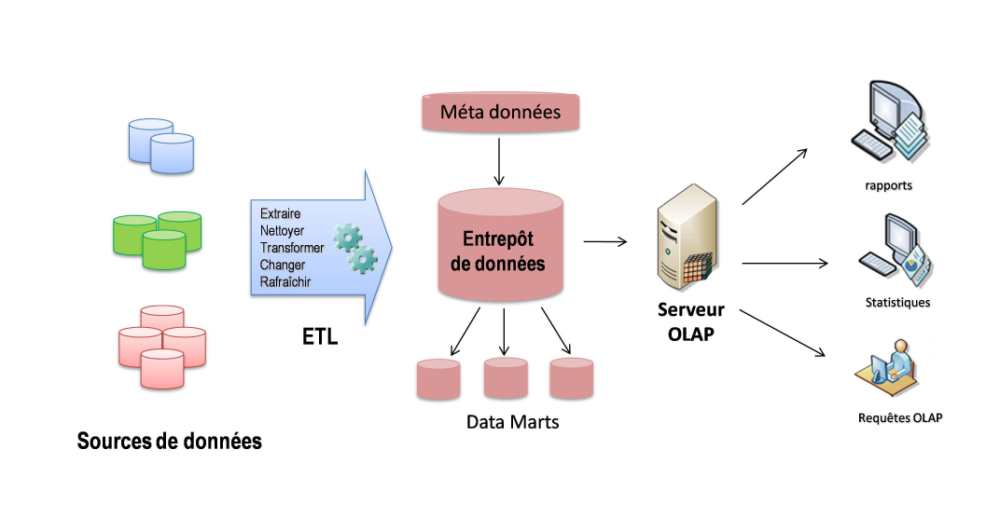 Méta données
Extraire
Nettoyer
Transformer
Changer
Rafraîchir
ETL
Entrepôt
de données
Data Marts
Sources de données
Serveur
OLAP
rapports
Statistiques
Requêtes OLAP